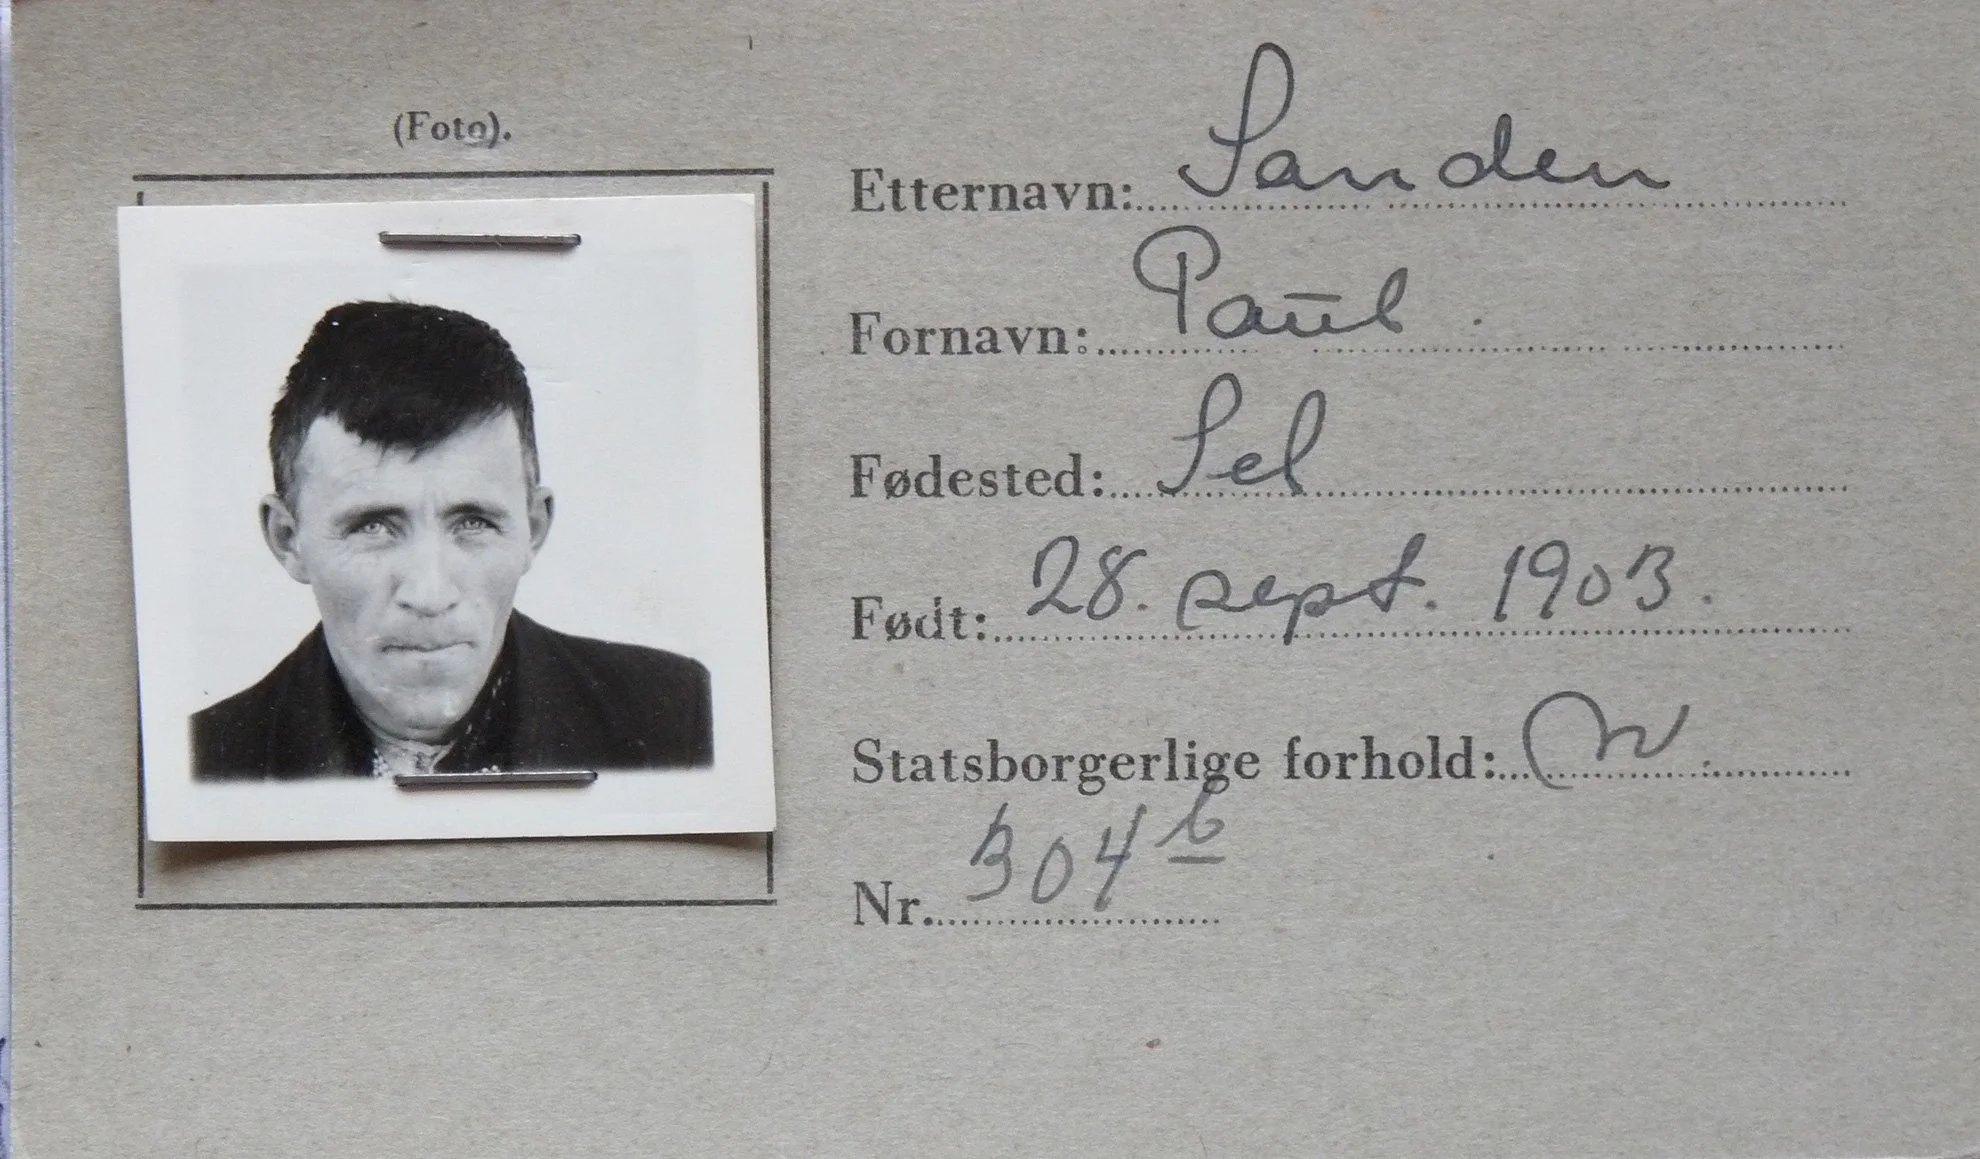 (Foto).
Etternavn: Sanden
Fornavn: Paul
Fødested: Sel
Født: 28. sept. 1903.
Statsborgerlige forhold: N
Nr. 304 b